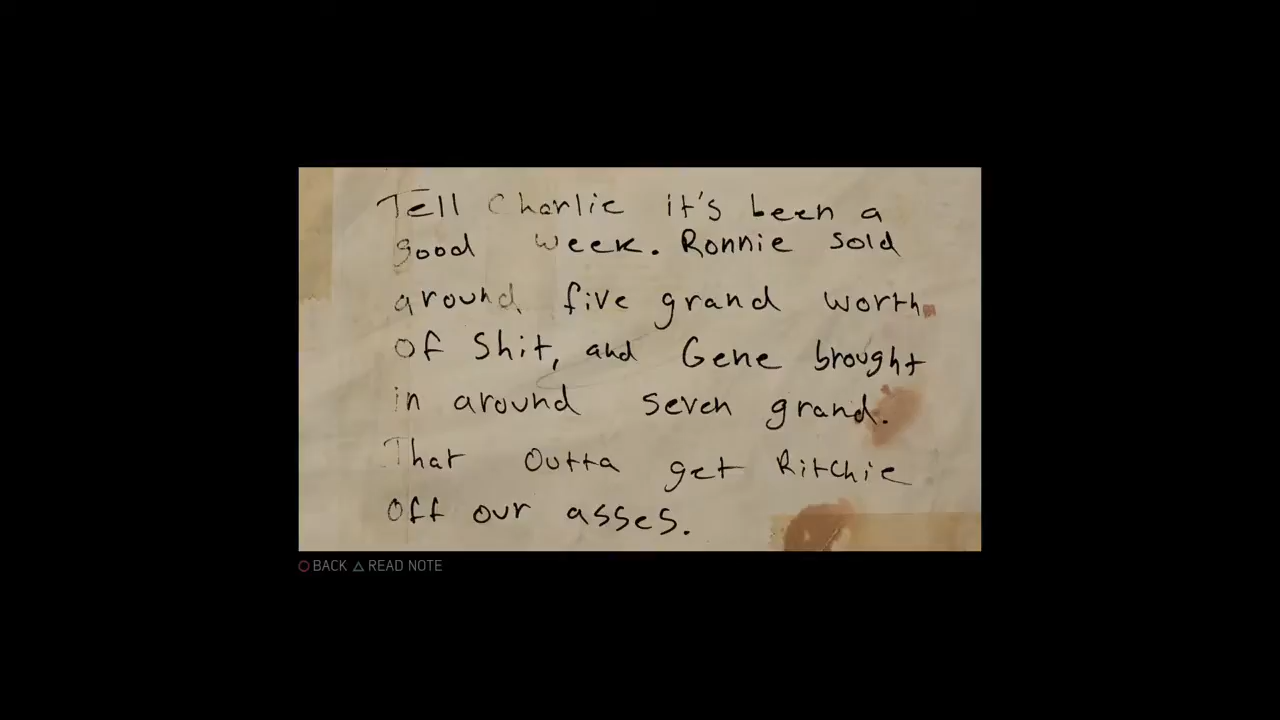 Tell Charlie it's been a
good week. Ronnie sold
around five grand worth
of shit, and Gene brought
in around seven grand.
That outta get Ritchie
off our asses.
BACK READ NOTE